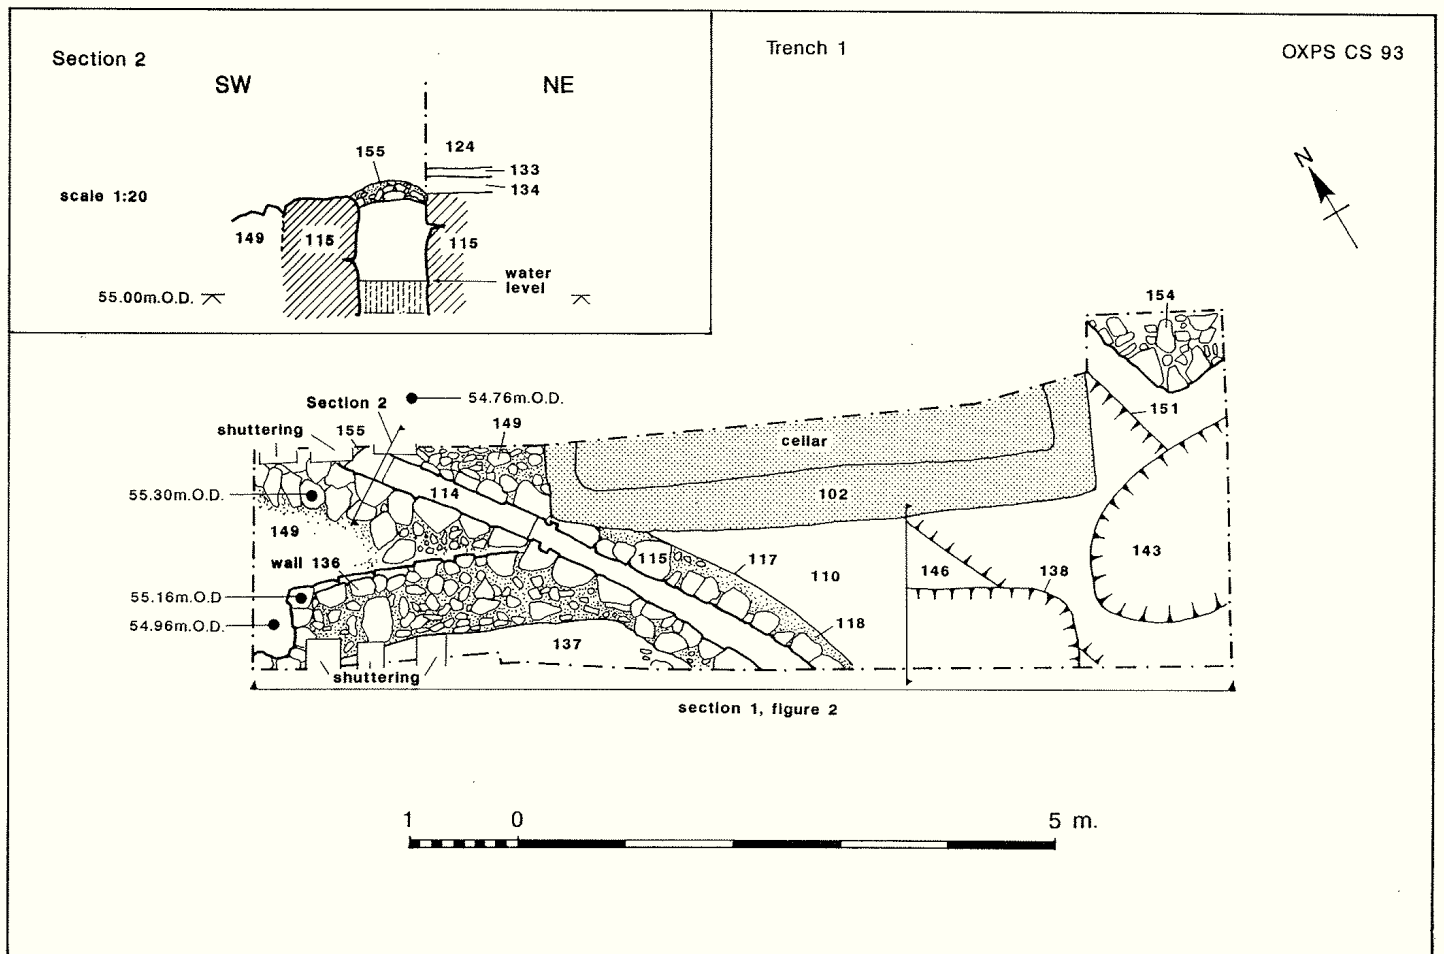 Section 2
SW
NE
155
124
133
134
scale 1:20
149
115
115
water
level
55.00m.O.D.
Trench 1
OXPS CS 93
N
154
151
Section 2
54.76m.O.D.
shuttering
155
149
cellar
102
114
55.30m.O.D.
149
wall 136
115
117
110
146
138
143
55.16m.O.D
54.96m.O.D.
118
137
shuttering
section 1, figure 2
1
0
5 m.